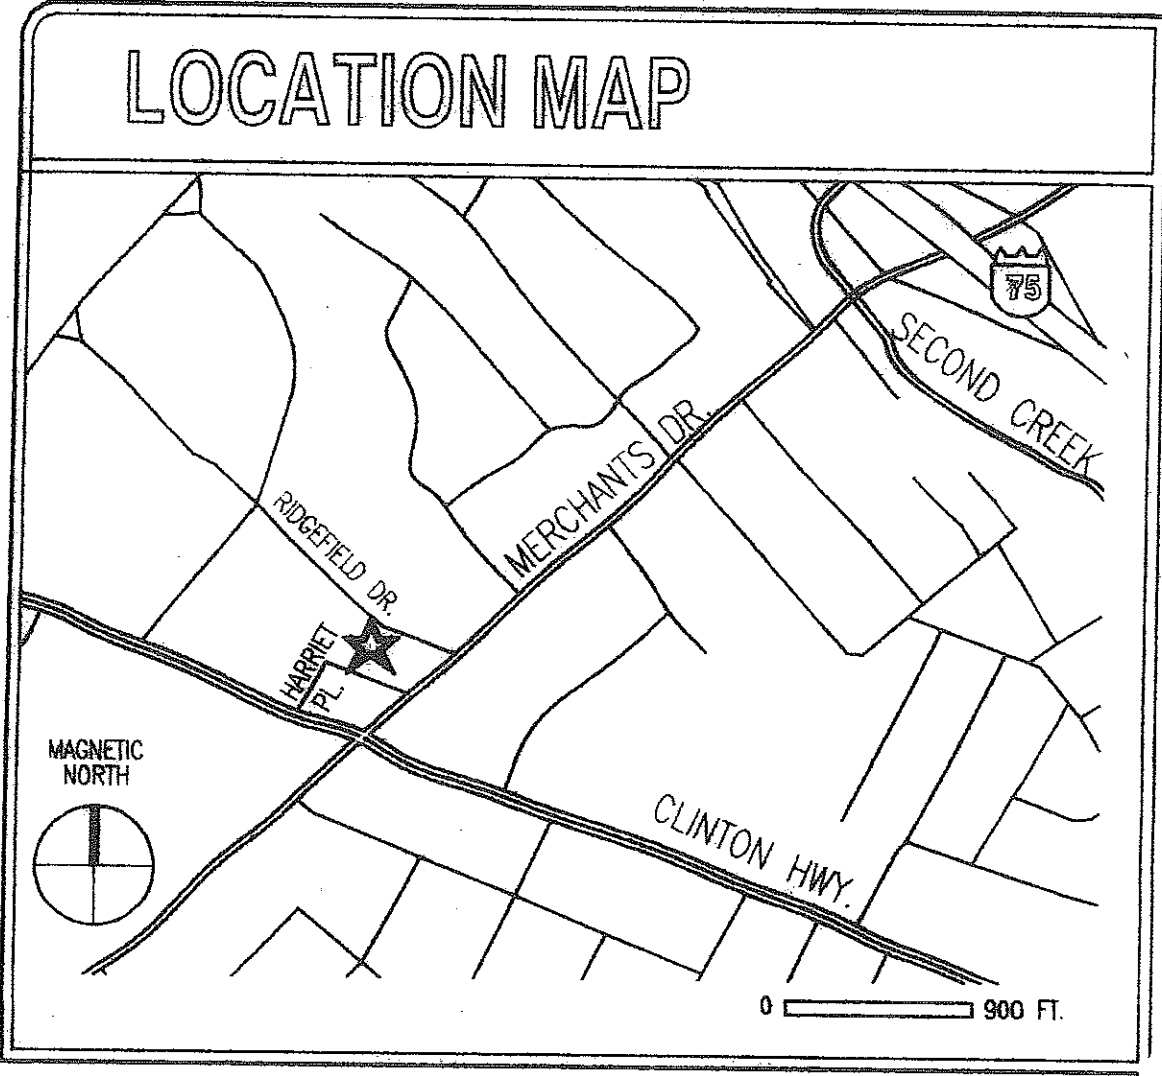 LOCATION MAP
75
SECOND CREEK
MERCHANTS DR.
RIDGEFIELD DR.
HARRIET
PL.
MAGNETIC
NORTH
CLINTON HWY.
0 900 FT.